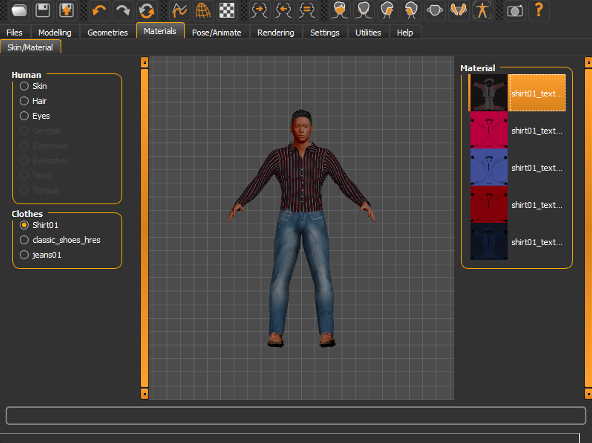 Files Modelling Geometries Materials Pose/Animate Rendering Settings Utilities Help
Skin/Material
Human
Skin
Hair
Eyes
Genitals
Eyebrows
Eyelashes
Teeth
Tongue
Clothes
Shirt01
classic_shoes_hres
jeans01
Material
shirt01_text...
shirt01_text...
shirt01_text...
shirt01_text...
shirt01_text...